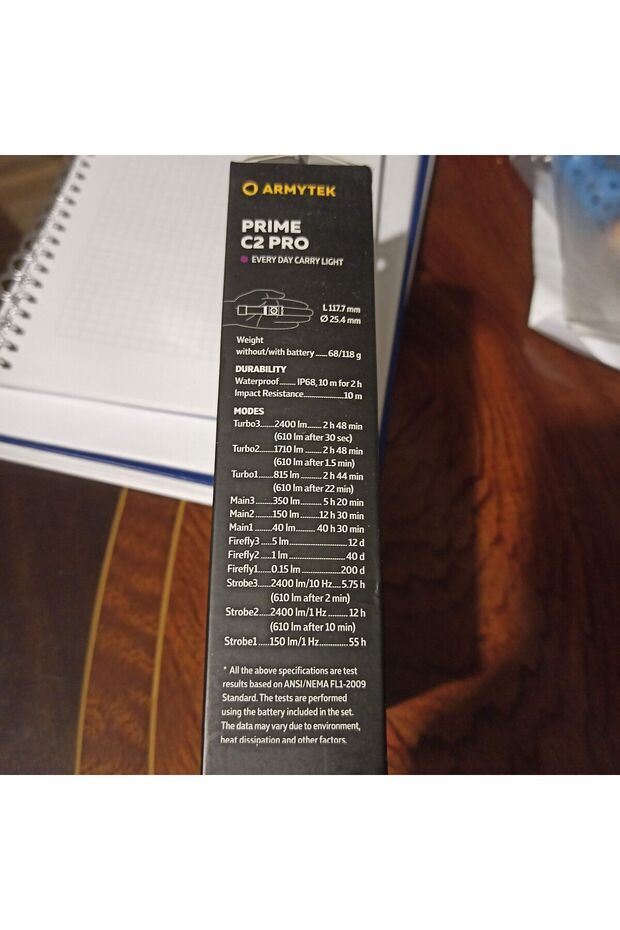 ARMYTEK
PRIME
C2 PRO
EVERY DAY CARRY LIGHT
L 117.7 mm
Ø 25.4 mm
Weight
without/with battery ..... 68/118 g
DURABILITY
Waterproof ........ IP68, 10 m for 2 h
Impact Resistance.....................10 m
MODES
Turbo3......2400 lm....... 2 h 48 min
(610 lm after 30 sec)
Turbo2......1710 lm....... 2 h 48 min
(610 lm after 1.5 min)
Turbo1......815 lm......... 2 h 44 min
(610 lm after 22 min)
Main3 .......350 lm......... 5 h 20 min
Main2 .......150 lm........12 h 30 min
Main1 .......40 lm......... 40 h 30 min
Firefly3 .....5 lm............................12 d
Firefly2 .....1 lm............................40 d
Firefly1......0.15 lm ...................200 d
Strobe3.....2400 lm/10 Hz.... 5.75 h
(610 lm after 2 min)
Strobe2.....2400 lm/1 Hz .........12 h
(610 lm after 10 min)
Strobe1 .....150 lm/1 Hz............. 55 h
* All the above specifications are test
results based on ANSI/NEMA FL1-2009
Standard. The tests are performed
using the battery included in the set.
The data may vary due to environment,
heat dissipation and other factors.